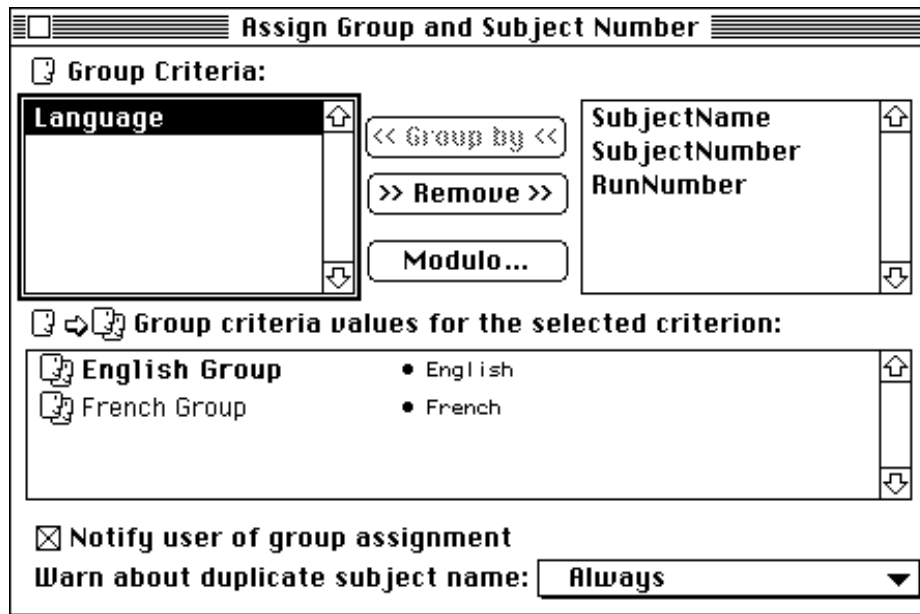 Assign Group and Subject Number
Group Criteria:
Language
<< Group by <<
>> Remove >>
Modulo...
SubjectName
SubjectNumber
RunNumber
Group criteria values for the selected criterion:
English Group • English
French Group • French
Notify user of group assignment
Warn about duplicate subject name: Always